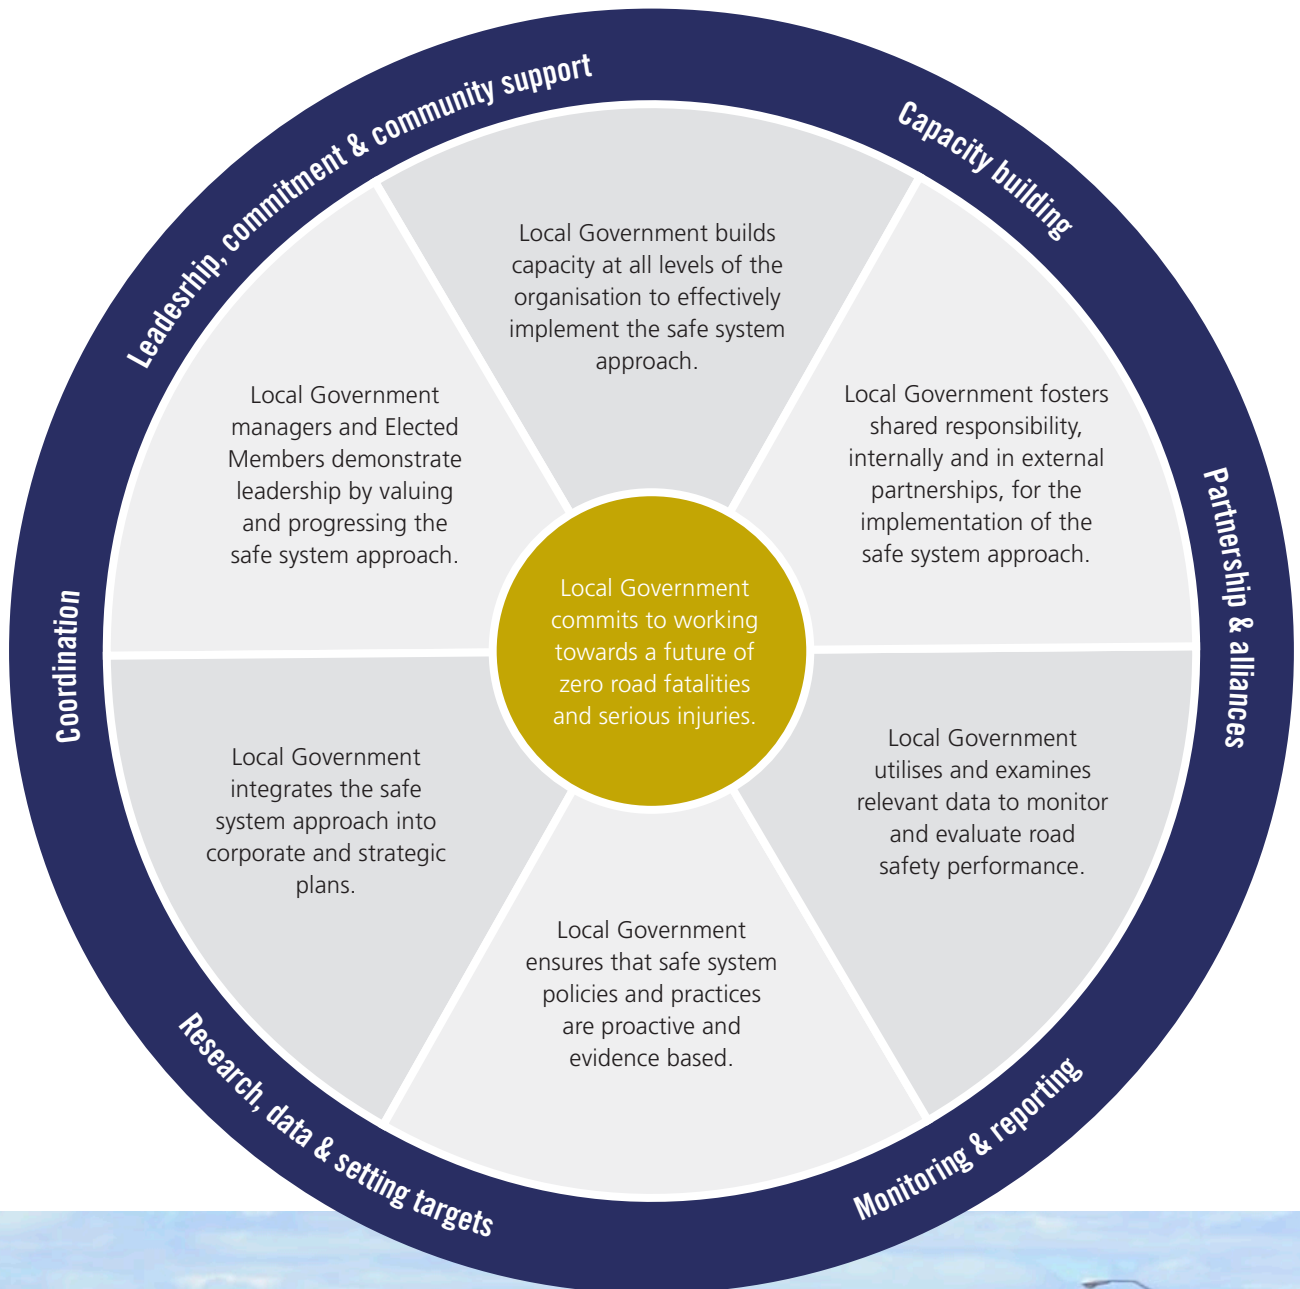 Leadesrhip, commitment & community support
Capacity building
Partnership & alliances
Monitoring & reporting
Research, data & setting targets
Coordination
Local Government builds
capacity at all levels of the
organisation to effectively
implement the safe system
approach.
Local Government fosters
shared responsibility,
internally and in external
partnerships, for the
implementation of the
safe system approach.
Local Government
utilises and examines
relevant data to monitor
and evaluate road
safety performance.
Local Government
ensures that safe system
policies and practices
are proactive and
evidence based.
Local Government
integrates the safe
system approach into
corporate and strategic
plans.
Local Government
managers and Elected
Members demonstrate
leadership by valuing
and progressing the
safe system approach.
Local Government
commits to working
towards a future of
zero road fatalities
and serious injuries.